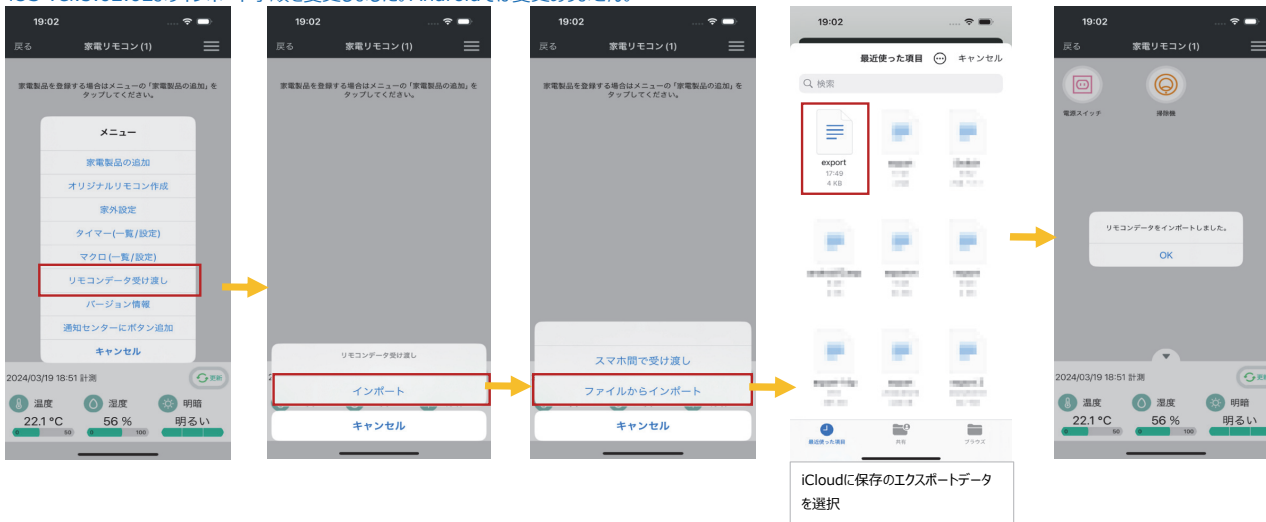 19:02
戻る 家電リモコン (1)
家電製品を登録する場合はメニューの「家電製品の追加」を
タップしてください。
メニュー
家電製品の追加
オリジナルリモコン作成
家外設定
タイマー(一覧/設定)
マクロ(一覧/設定)
リモコンデータ受け渡し
バージョン情報
通知センターにボタン追加
キャンセル
2024/03/19 18:51 計測
更新
温度 湿度 明暗
22.1 °C 56 % 明るい
0 50 0 100
19:02
戻る 家電リモコン (1)
家電製品を登録する場合はメニューの「家電製品の追加」を
タップしてください。
リモコンデータ受け渡し
インポート
キャンセル
19:02
戻る 家電リモコン (1)
家電製品を登録する場合はメニューの「家電製品の追加」を
タップしてください。
スマホ間で受け渡し
ファイルからインポート
キャンセル
19:02
最近使った項目 キャンセル
検索
export
17:49
4 KB
最近使った項目 共有 ブラウズ
iCloudに保存のエクスポートデータ
を選択
19:02
戻る 家電リモコン (1)
電源スイッチ 掃除機
リモコンデータをインポートしました。
OK
2024/03/19 18:51 計測
温度 湿度 明暗
22.1 °C 56 % 明るい
0 50 0 100